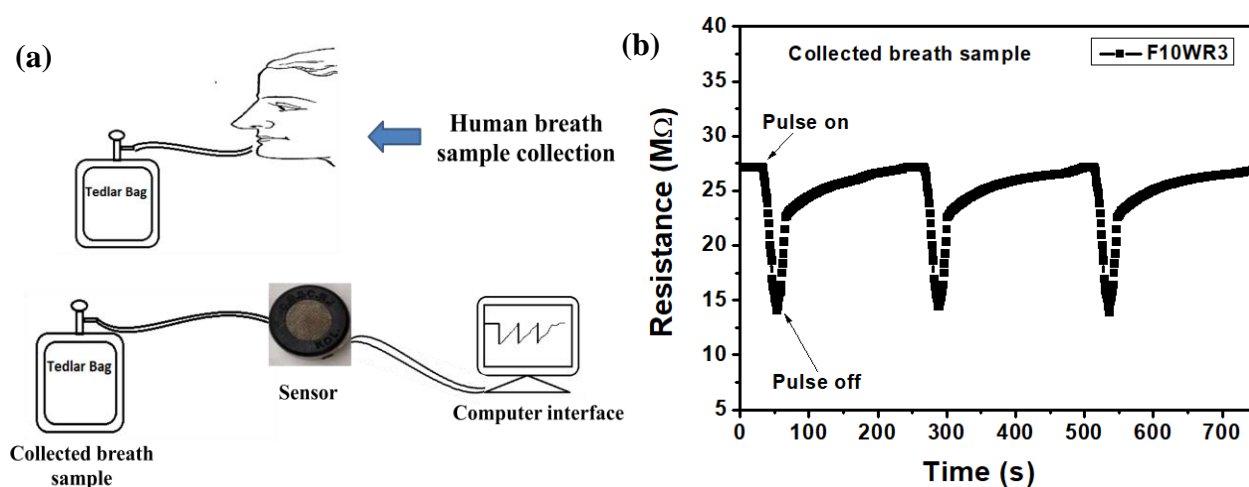 (a)
Tedlar Bag
Human breath
sample collection
Tedlar Bag
Sensor
Computer interface
Collected breath
sample
(b)
Collected breath sample
F10WR3
Pulse on
Pulse off
Resistance (MΩ)
40
35
30
25
20
15
10
5
0 100 200 300 400 500 600 700
Time (s)